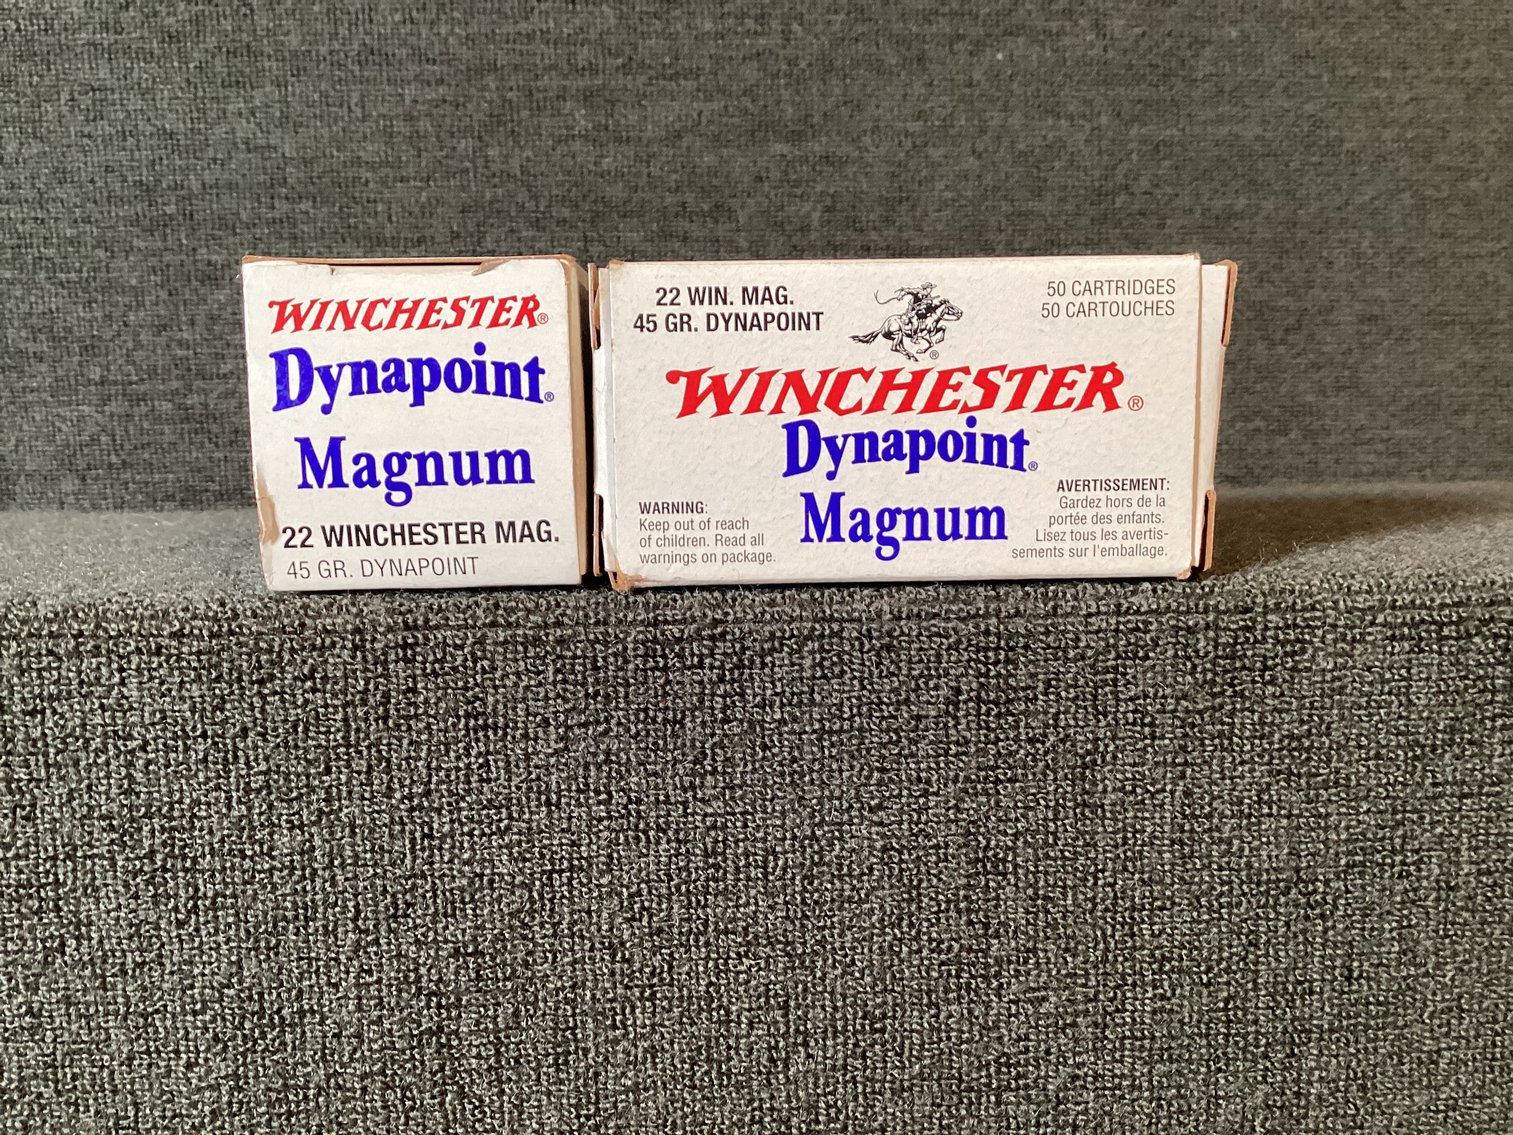 WINCHESTER®
Dynapoint®
Magnum
22 WINCHESTER MAG.
45 GR. DYNAPOINT
22 WIN. MAG.
45 GR. DYNAPOINT
®
50 CARTRIDGES
50 CARTOUCHES
WINCHESTER®
Dynapoint®
Magnum
WARNING:
Keep out of reach
of children. Read all
warnings on package.
AVERTISSEMENT:
Gardez hors de la
portée des enfants.
Lisez tous les avertis-
sements sur l'emballage.